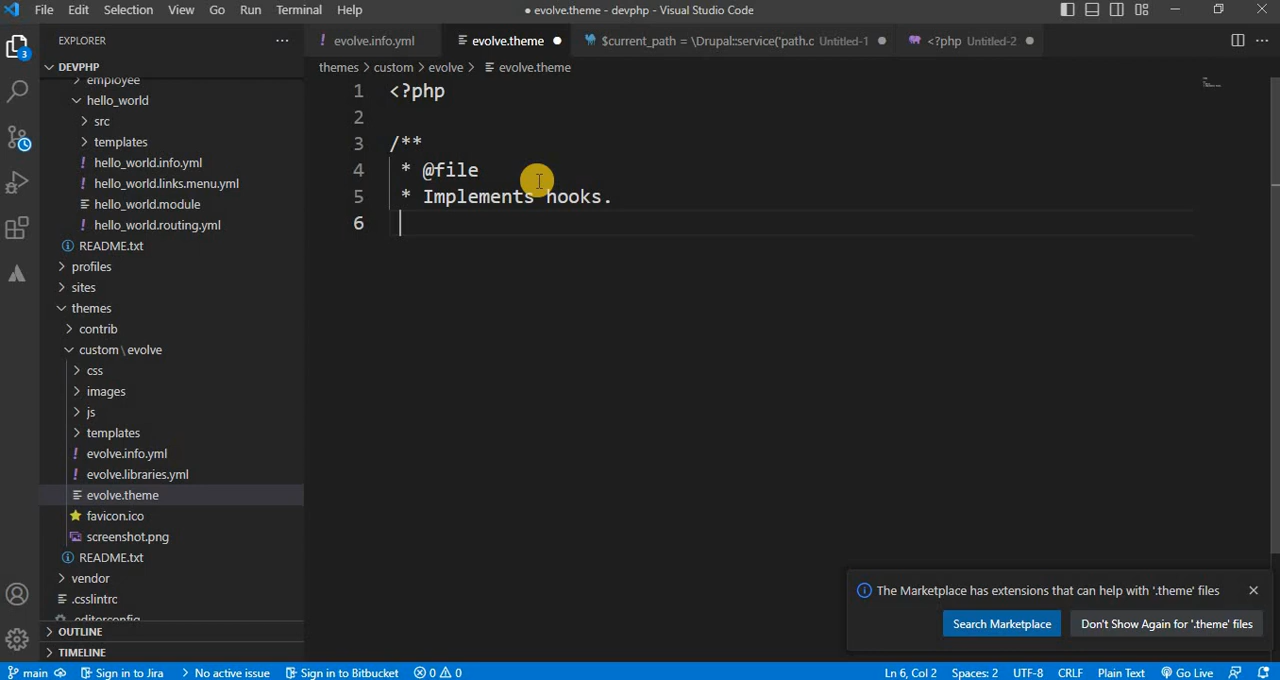 File Edit Selection View Go Run Terminal Help
● evolve.theme - devphp - Visual Studio Code
EXPLORER
evolve.info.yml
evolve.theme
$current_path = \Drupal::service('path.c Untitled-1
<?php Untitled-2
DEVPHP
themes > custom > evolve > evolve.theme
employee
hello_world
src
templates
hello_world.info.yml
hello_world.links.menu.yml
hello_world.module
hello_world.routing.yml
README.txt
profiles
sites
themes
contrib
custom\evolve
css
images
js
templates
evolve.info.yml
evolve.libraries.yml
evolve.theme
favicon.ico
screenshot.png
README.txt
vendor
.csslintrc
.editorconfig
OUTLINE
TIMELINE
1 <?php
2
3 /**
4 * @file
5 * Implements hooks.
6
The Marketplace has extensions that can help with '.theme' files
Search Marketplace
Don't Show Again for '.theme' files
3
main
Sign in to Jira
No active issue
Sign in to Bitbucket
0 0
Ln 6, Col 2
Spaces: 2
UTF-8
CRLF
Plain Text
Go Live